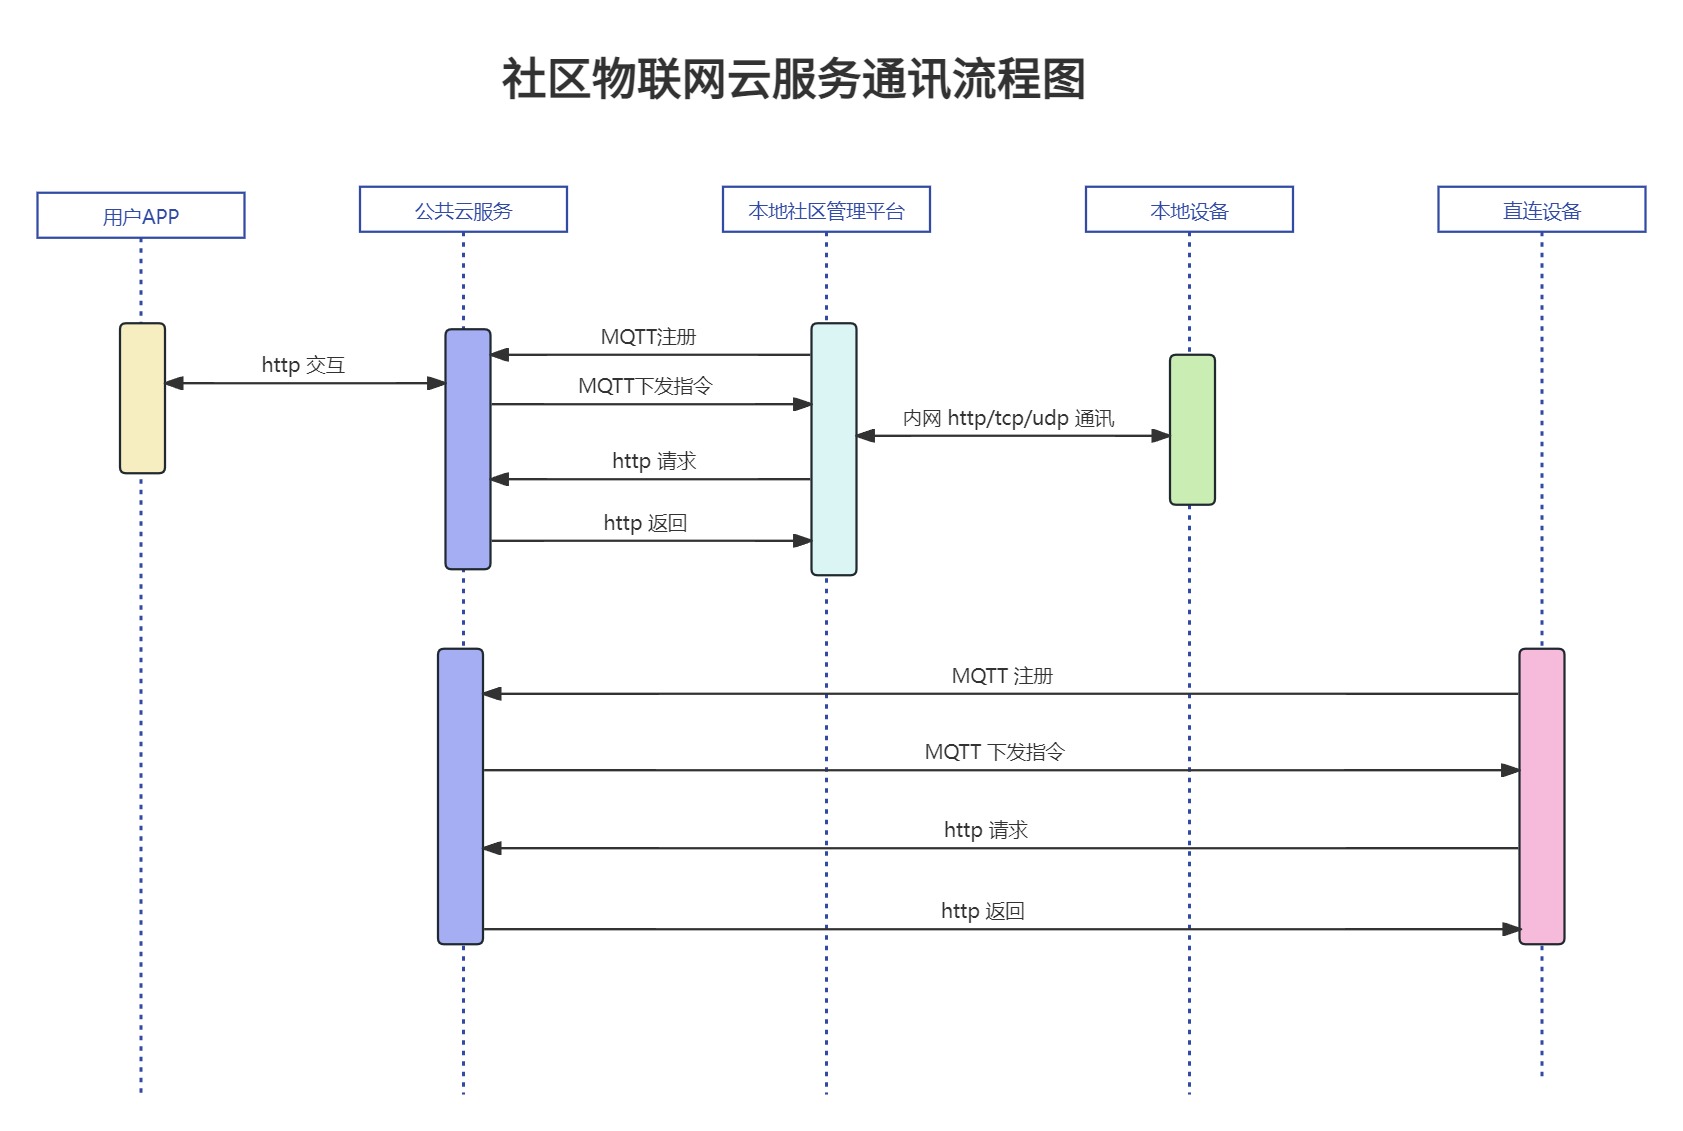 社区物联网云服务通讯流程图
用户APP
公共云服务
本地社区管理平台
本地设备
直连设备
MQTT注册
http 交互
MQTT下发指令
内网 http/tcp/udp 通讯
http 请求
http 返回
MQTT 注册
MQTT 下发指令
http 请求
http 返回